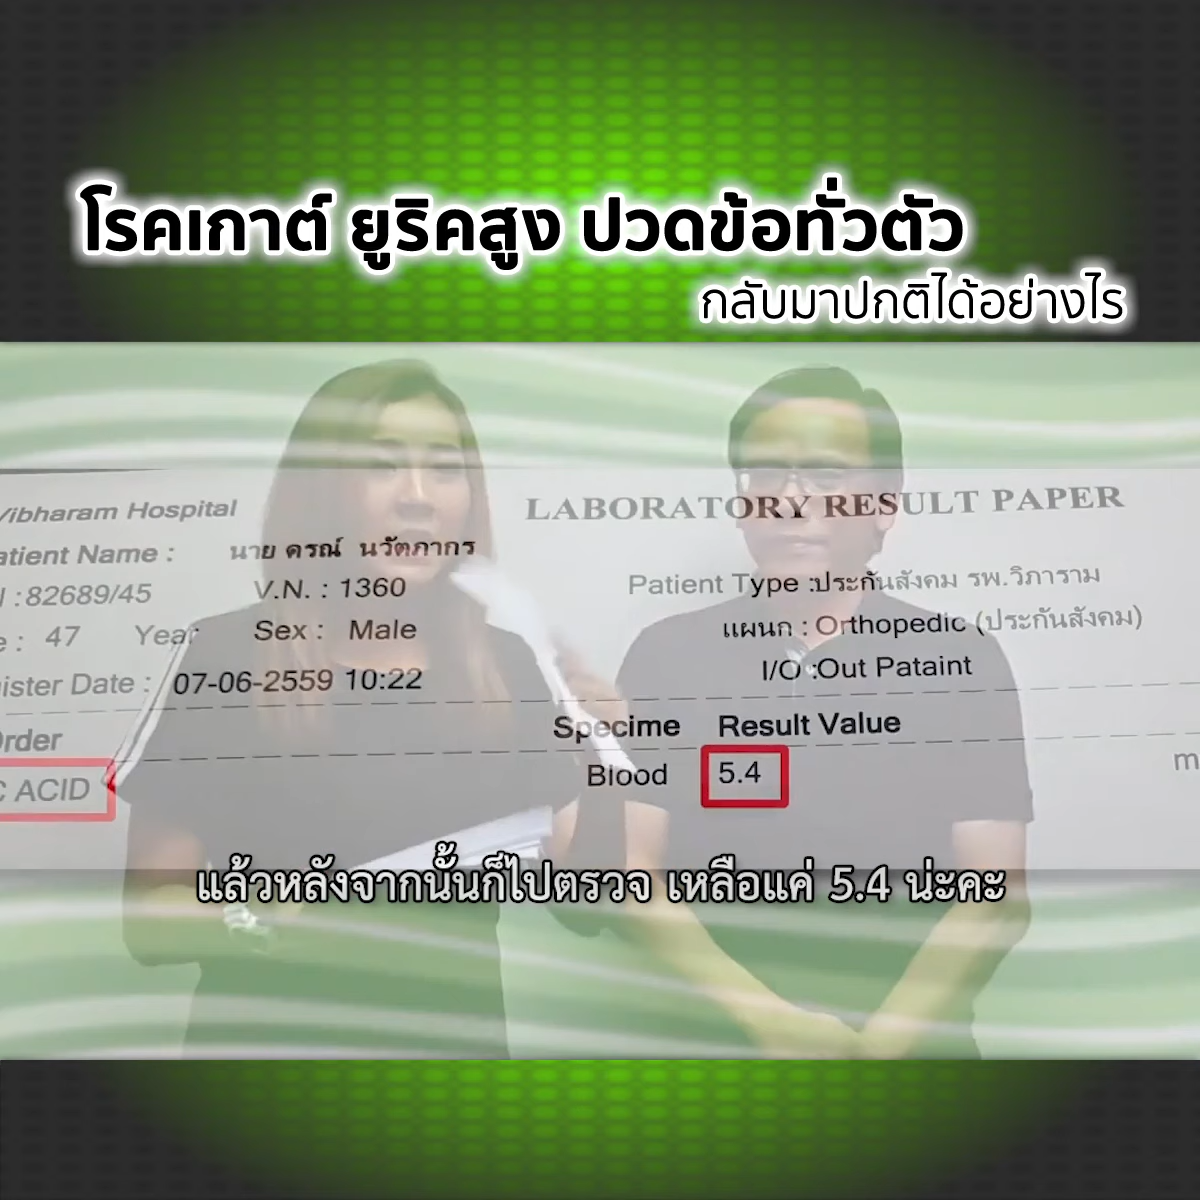 โรคเกาต์ ยูริคสูง ปวดข้อทั่วตัว
กลับมาปกติได้อย่างไร
Vibharam Hospital
LABORATORY RESULT PAPER
atient Name : นาย ดรณ์ นวัตภากร
:82689/45 V.N. : 1360 Patient Type :ประกันสังคม รพ.วิภาราม
e : 47 Year Sex : Male แผนก : Orthopedic (ประกันสังคม)
ister Date : 07-06-2559 10:22 I/O :Out Pataint
Order Specime Result Value
C ACID Blood 5.4 m
แล้วหลังจากนั้นก็ไปตรวจ เหลือแค่ 5.4 น่ะคะ